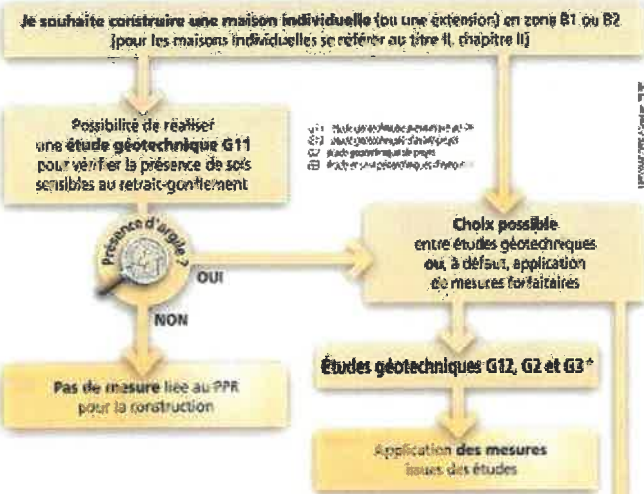 Je souhaite construire une maison individuelle (ou une extension) en zone B1 ou B2
(pour les maisons individuelles se référer au titre II, chapitre II)
Possibilité de réaliser
une étude géotechnique G11
pour vérifier la présence de sols
sensibles au retrait-gonflement
Présence d'argile ?
OUI
NON
Pas de mesure liée au PPR
pour la construction
Choix possible
entre études géotechniques
ou, à défaut, application
de mesures forfaitaires
Études géotechniques G12, G2 et G3*
Application des mesures
issues des études